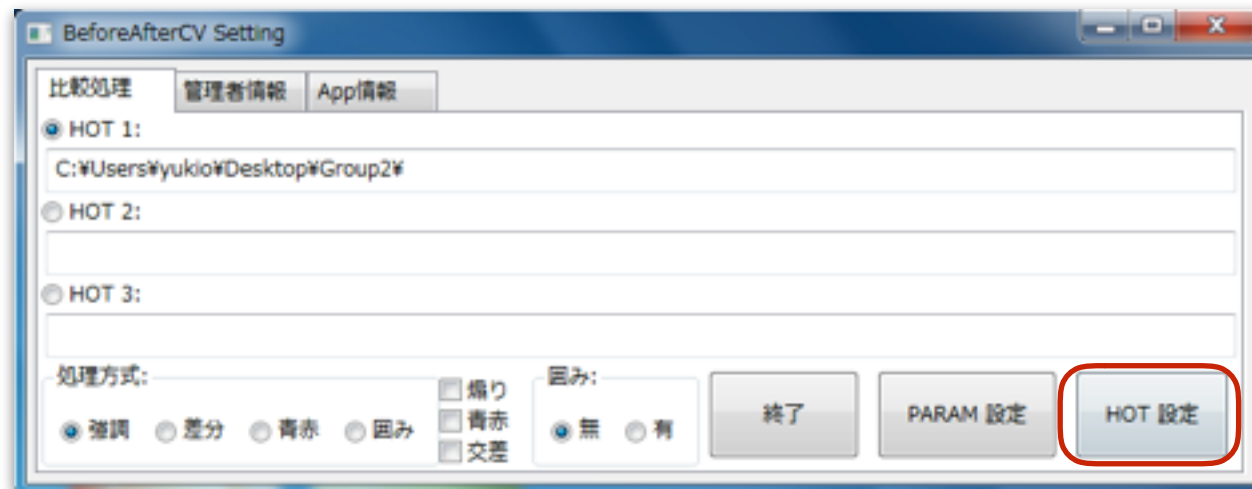 BeforeAfterCV Setting
比較処理 管理者情報 App情報
HOT 1:
C:¥Users¥yukio¥Desktop¥Group2¥
HOT 2:
HOT 3:
処理方式:
強調 差分 青赤 囲み
煽り
青赤
交差
囲み:
無 有
終了
PARAM 設定
HOT 設定